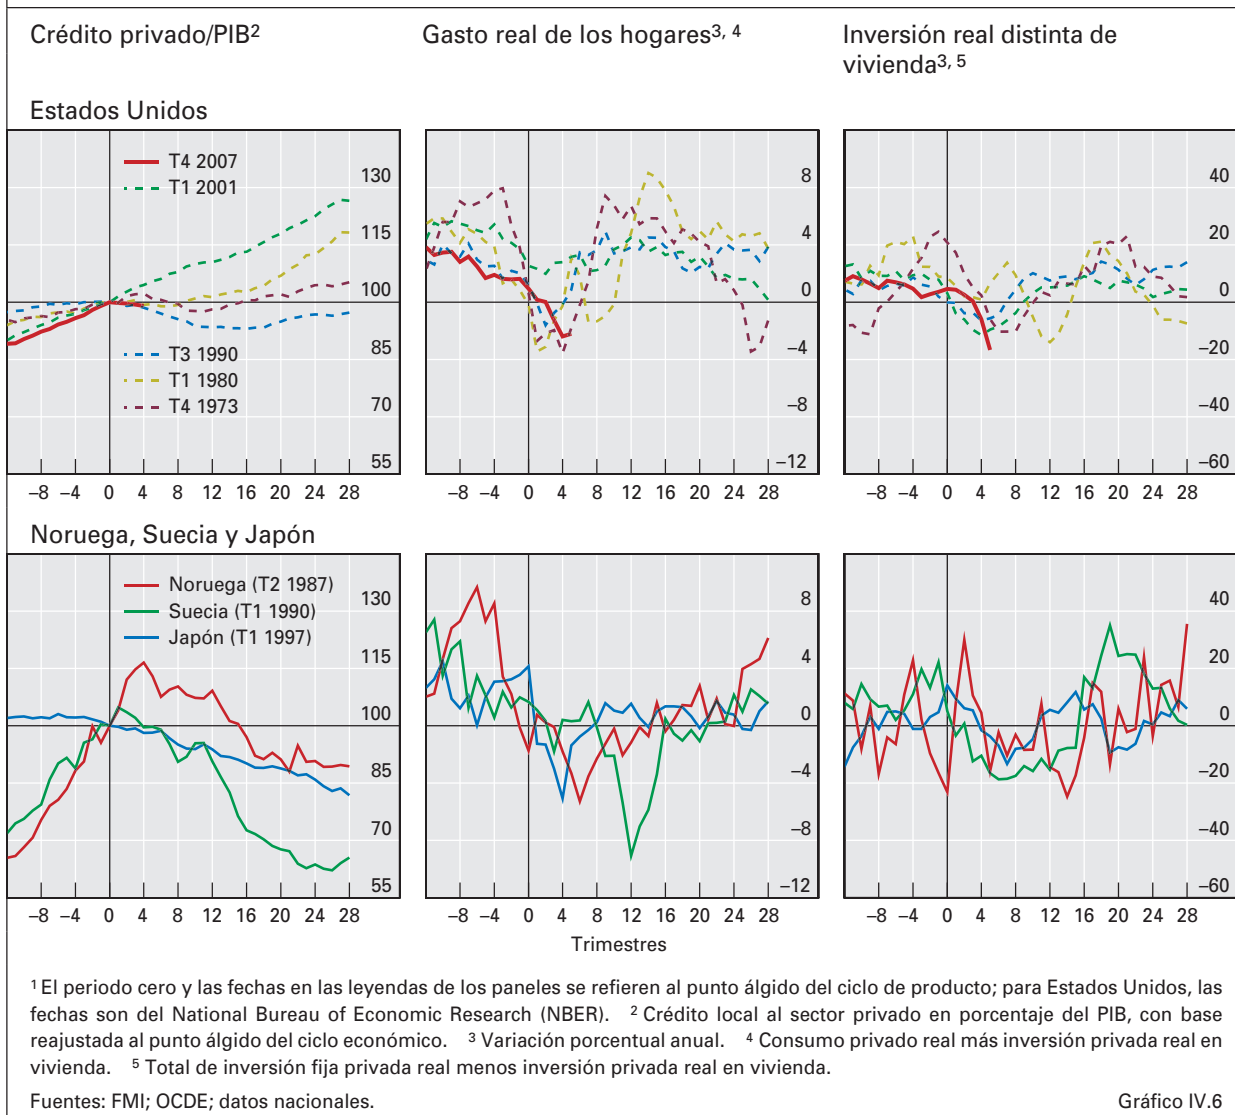 Crédito privado/PIB²
Gasto real de los hogares³, ⁴
Inversión real distinta de
vivienda³, ⁵
Estados Unidos
T4 2007
T1 2001
T3 1990
T1 1980
T4 1973
130
115
100
85
70
55
8
4
0
–4
–8
–12
40
20
0
–20
–40
–60
–8 –4 0 4 8 12 16 20 24 28
–8 –4 0 4 8 12 16 20 24 28
–8 –4 0 4 8 12 16 20 24 28
Noruega, Suecia y Japón
Noruega (T2 1987)
Suecia (T1 1990)
Japón (T1 1997)
130
115
100
85
70
55
8
4
0
–4
–8
–12
40
20
0
–20
–40
–60
–8 –4 0 4 8 12 16 20 24 28
–8 –4 0 4 8 12 16 20 24 28
–8 –4 0 4 8 12 16 20 24 28
Trimestres
¹ El periodo cero y las fechas en las leyendas de los paneles se refieren al punto álgido del ciclo de producto; para Estados Unidos, las
fechas son del National Bureau of Economic Research (NBER). ² Crédito local al sector privado en porcentaje del PIB, con base
reajustada al punto álgido del ciclo económico. ³ Variación porcentual anual. ⁴ Consumo privado real más inversión privada real en
vivienda. ⁵ Total de inversión fija privada real menos inversión privada real en vivienda.
Fuentes: FMI; OCDE; datos nacionales.
Gráfico IV.6